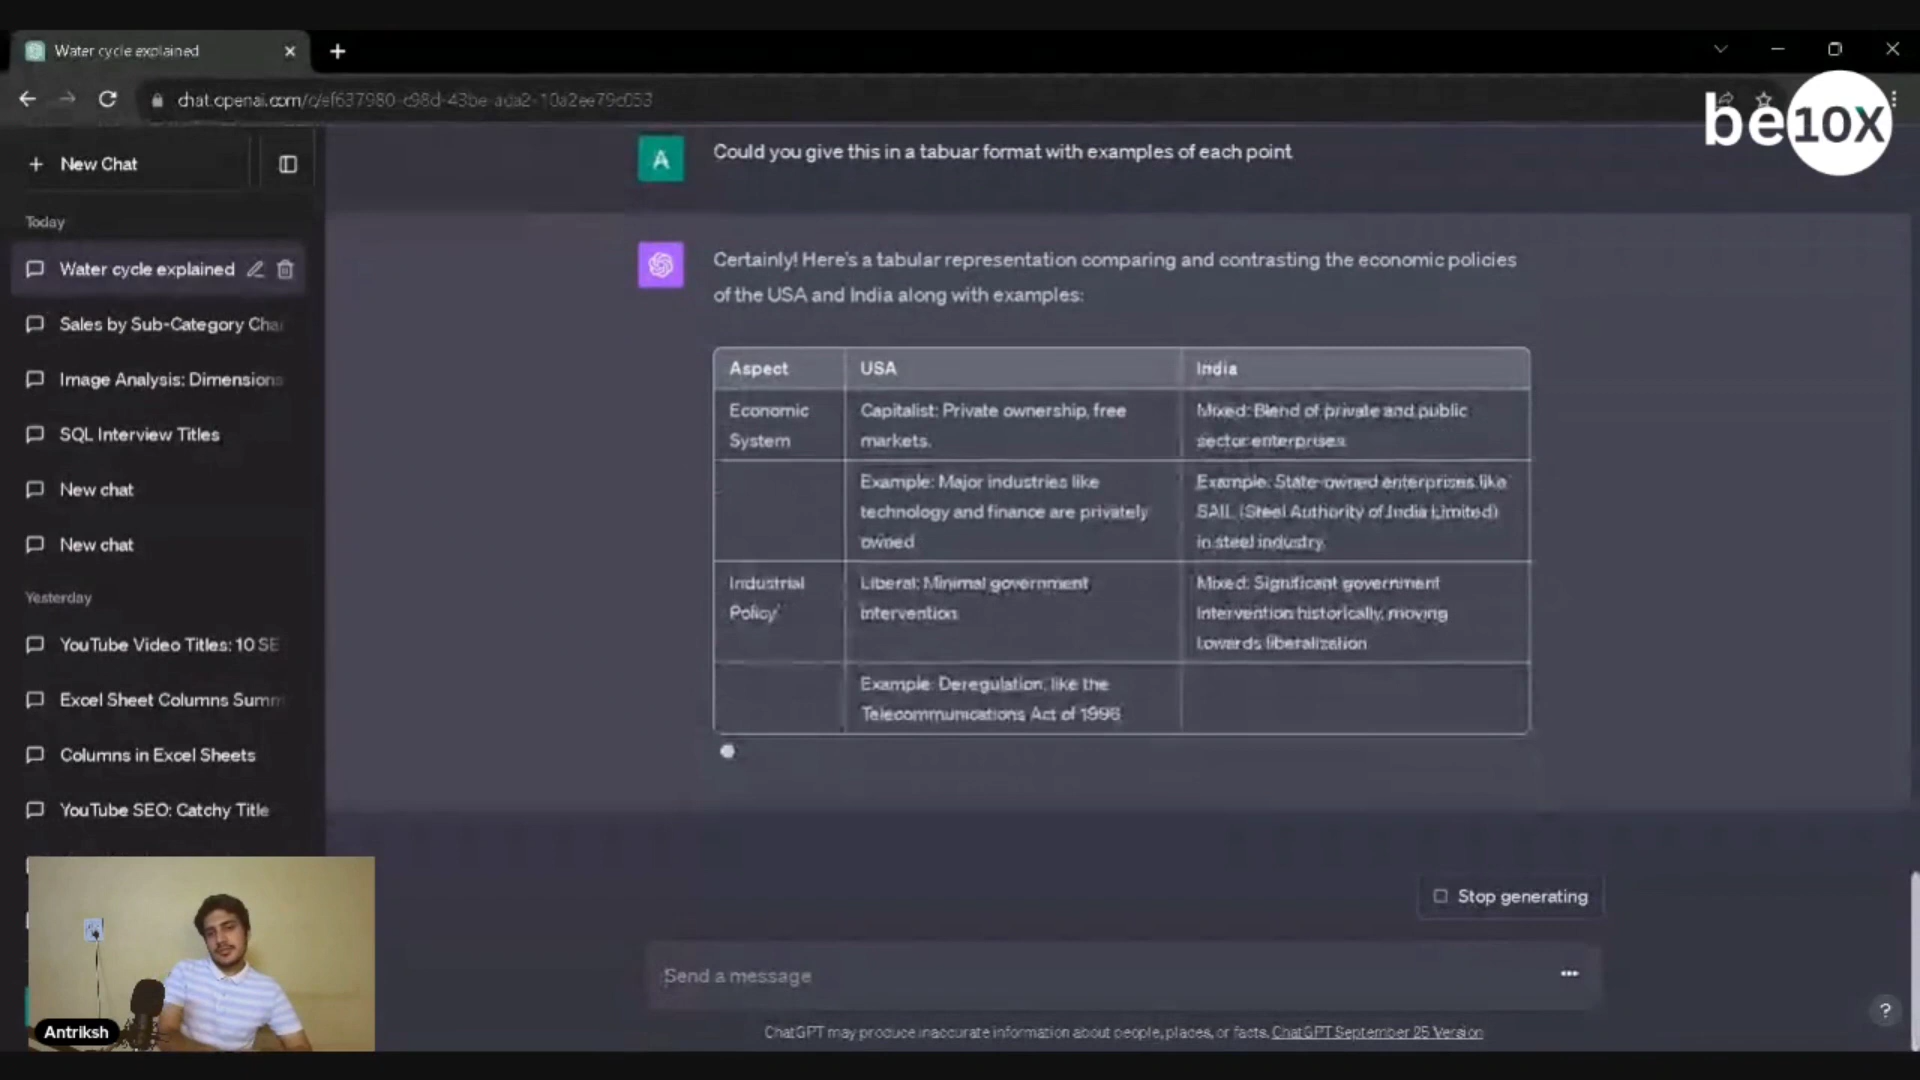 Water cycle explained
chat.openai.com/c/ef637980-c98d-43be-ada2-10a2ee79c053
be10X
+ New Chat
Today
Water cycle explained
Sales by Sub-Category Cha
Image Analysis: Dimensions
SQL Interview Titles
New chat
New chat
Yesterday
YouTube Video Titles: 10 SE
Excel Sheet Columns Summ
Columns in Excel Sheets
YouTube SEO: Catchy Title
Antriksh
A
Could you give this in a tabuar format with examples of each point
Certainly! Here's a tabular representation comparing and contrasting the economic policies
of the USA and India along with examples:
Aspect USA India
Economic Capitalist: Private ownership, free Mixed: Blend of private and public
System markets. sector enterprises.
Example: Major industries like Example: State-owned enterprises like
technology and finance are privately SAIL (Steel Authority of India Limited)
owned in steel industry.
Industrial Liberal: Minimal government Mixed: Significant government
Policy intervention intervention historically, moving
towards liberalization
Example: Deregulation, like the
Telecommunications Act of 1996
Stop generating
Send a message
?
ChatGPT may produce inaccurate information about people, places, or facts. ChatGPT September 25 Version